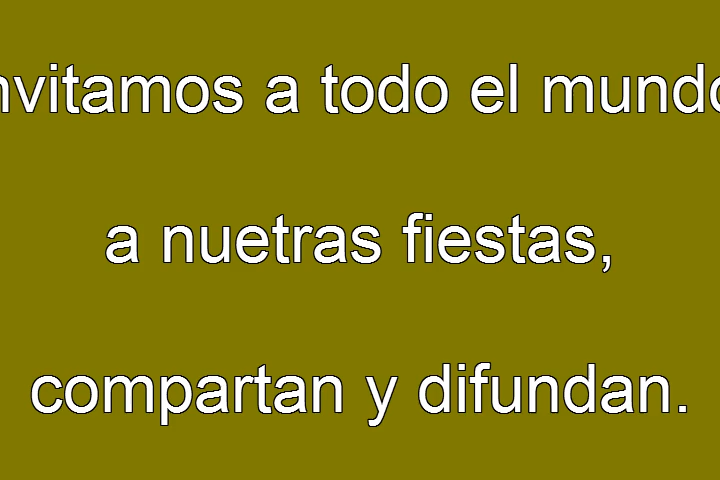 nvitamos a todo el mundo
a nuetras fiestas,
compartan y difundan.